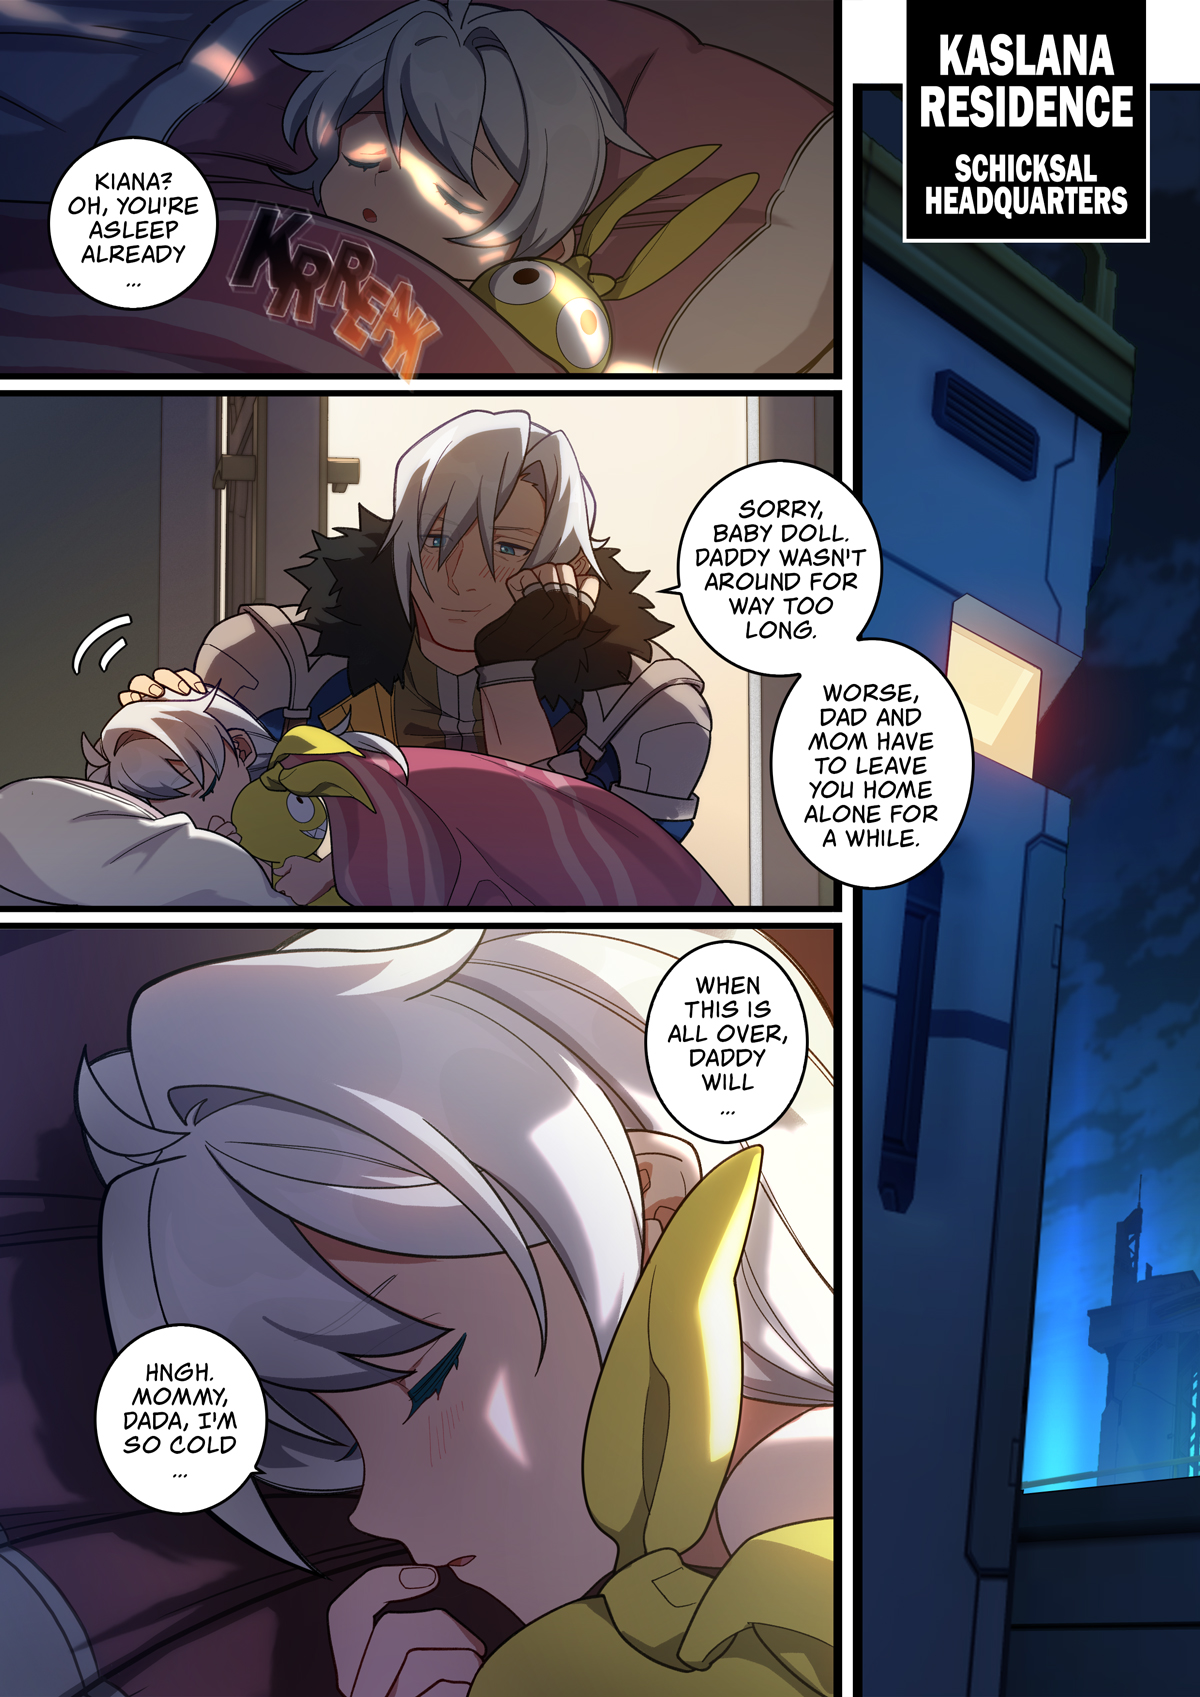 KASLANA
RESIDENCE
SCHICKSAL
HEADQUARTERS
KIANA?
OH, YOU'RE
ASLEEP
ALREADY
...
KRREAK
SORRY,
BABY DOLL.
DADDY WASN'T
AROUND FOR
WAY TOO
LONG.
WORSE,
DAD AND
MOM HAVE
TO LEAVE
YOU HOME
ALONE FOR
A WHILE.
WHEN
THIS IS
ALL OVER,
DADDY
WILL
...
HNGH.
MOMMY,
DADA, I'M
SO COLD
...